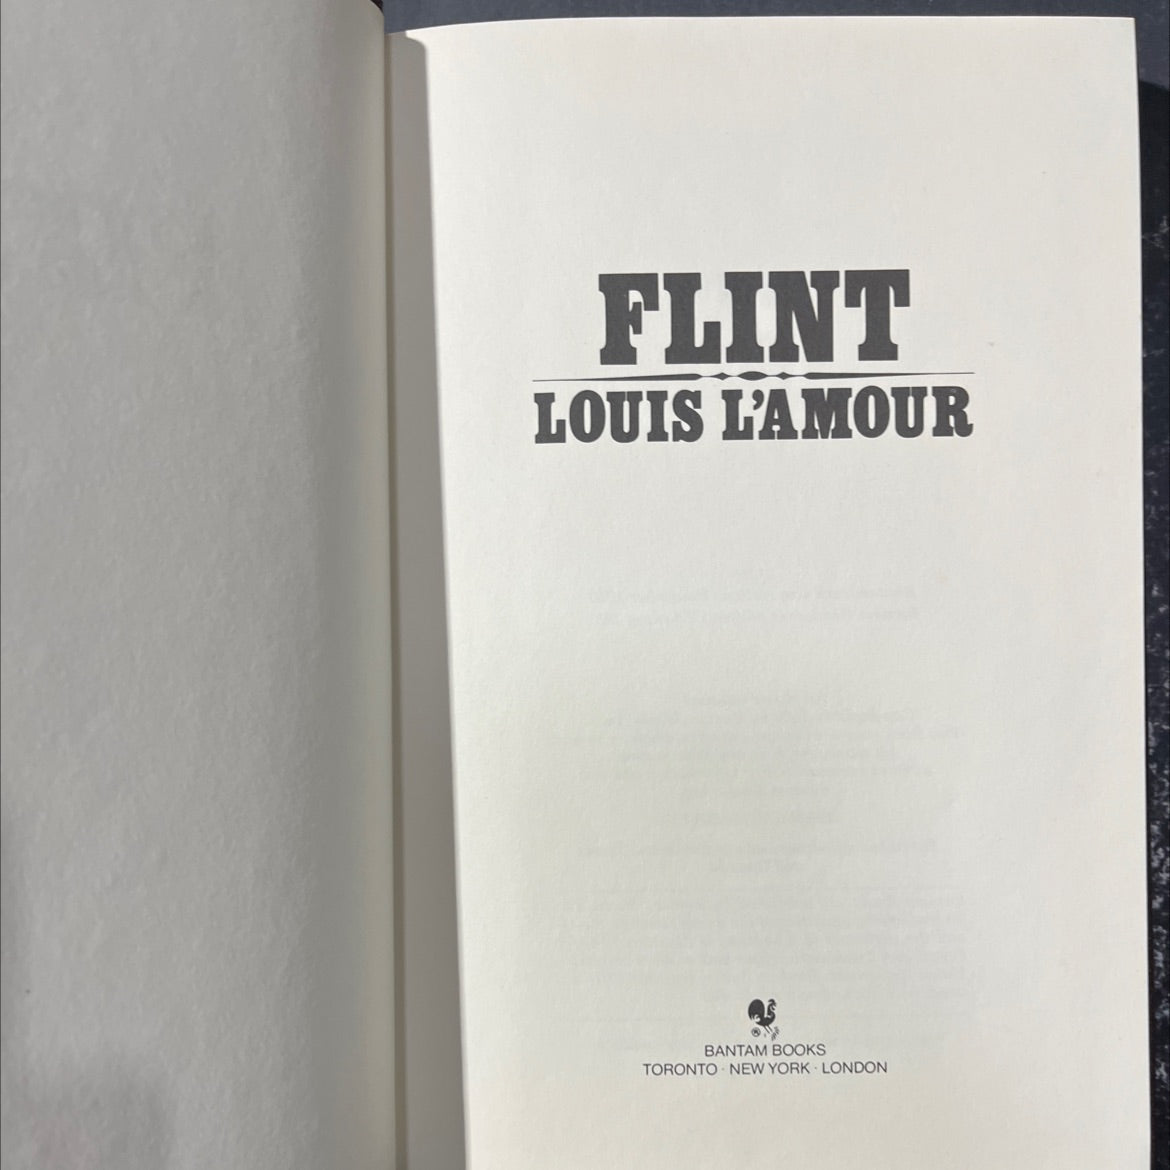 FLINT
LOUIS L'AMOUR
BANTAM BOOKS
TORONTO · NEW YORK · LONDON